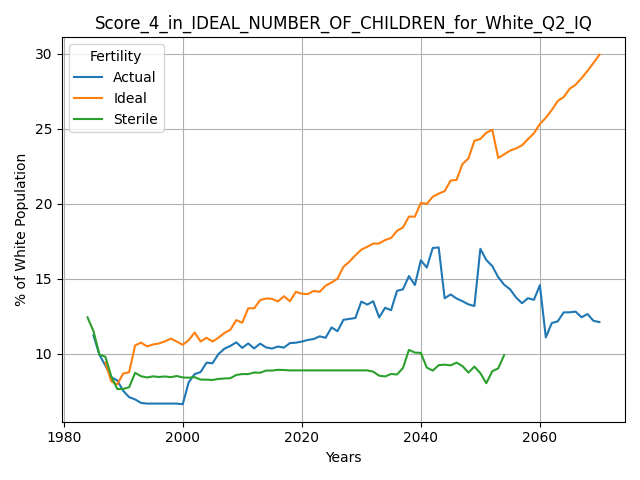 Score_4_in_IDEAL_NUMBER_OF_CHILDREN_for_White_Q2_IQ
Fertility
Actual
Ideal
Sterile
% of White Population
30
25
20
15
10
1980
2000
2020
2040
2060
Years